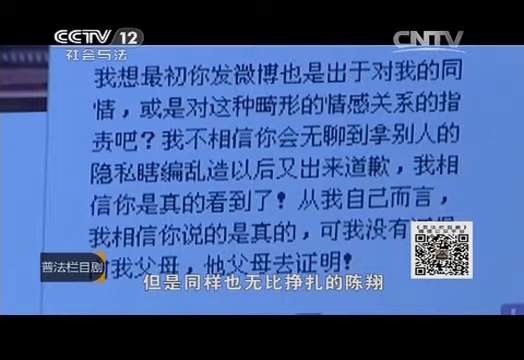 CCTV 12
社会与法
CNTV
我想最初你发微博也是出于对我的同
情，或是对这种畸形的情感关系的指
责吧？我不相信你会无聊到拿别人的
隐私瞎编乱造以后又出来道歉，我相
信你是真的看到了！从我自己而言，
我相信你说的是真的，可我没有
我父母，他父母去证明！
普法栏目剧
但是同样也无比挣扎的陈翔